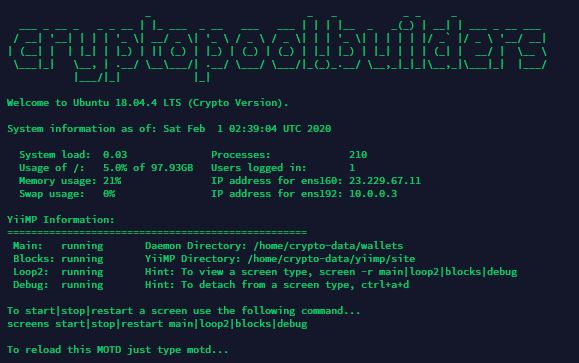 cryptopool.builders
Welcome to Ubuntu 18.04.4 LTS (Crypto Version).
System information as of: Sat Feb  1 02:39:04 UTC 2020
System load:  0.03              Processes:             210
Usage of /:   5.0% of 97.93GB   Users logged in:       1
Memory usage: 21%               IP address for ens160: 23.229.67.11
Swap usage:   0%                IP address for ens192: 10.0.0.3
YiiMP Information:
==================================================
Main:   running       Daemon Directory: /home/crypto-data/wallets
Blocks: running       YiiMP Directory: /home/crypto-data/yiimp/site
Loop2:  running       Hint: To view a screen type, screen -r main|loop2|blocks|debug
Debug:  running       Hint: To detach from a screen type, ctrl+a+d
To start|stop|restart a screen use the following command...
screens start|stop|restart main|loop2|blocks|debug
To reload this MOTD just type motd...